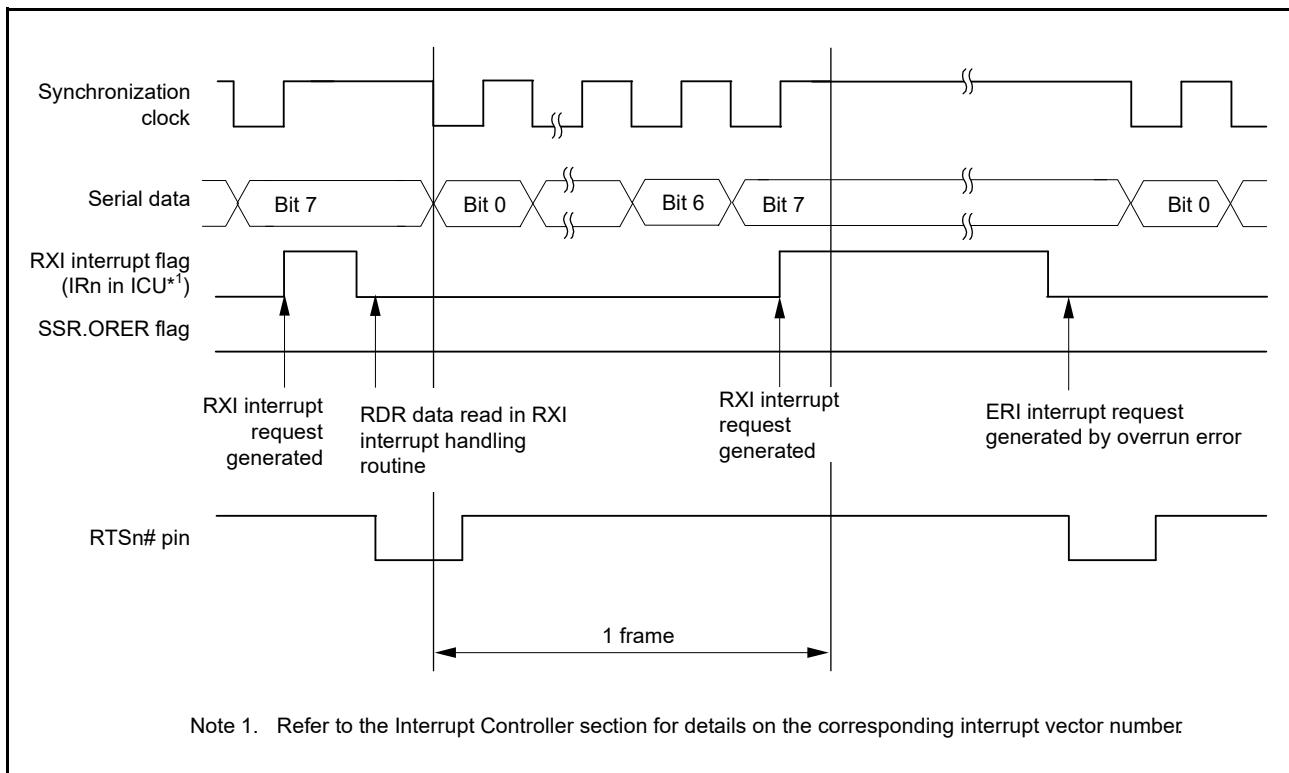 Synchronization
clock
Serial data
Bit 7
Bit 0
Bit 6
Bit 7
Bit 0
RXI interrupt flag
(IRn in ICU*1)
SSR.ORER flag
RXI interrupt
request
generated
RDR data read in RXI
interrupt handling
routine
RXI interrupt
request
generated
ERI interrupt request
generated by overrun error
RTSn# pin
1 frame
Note 1. Refer to the Interrupt Controller section for details on the corresponding interrupt vector number.